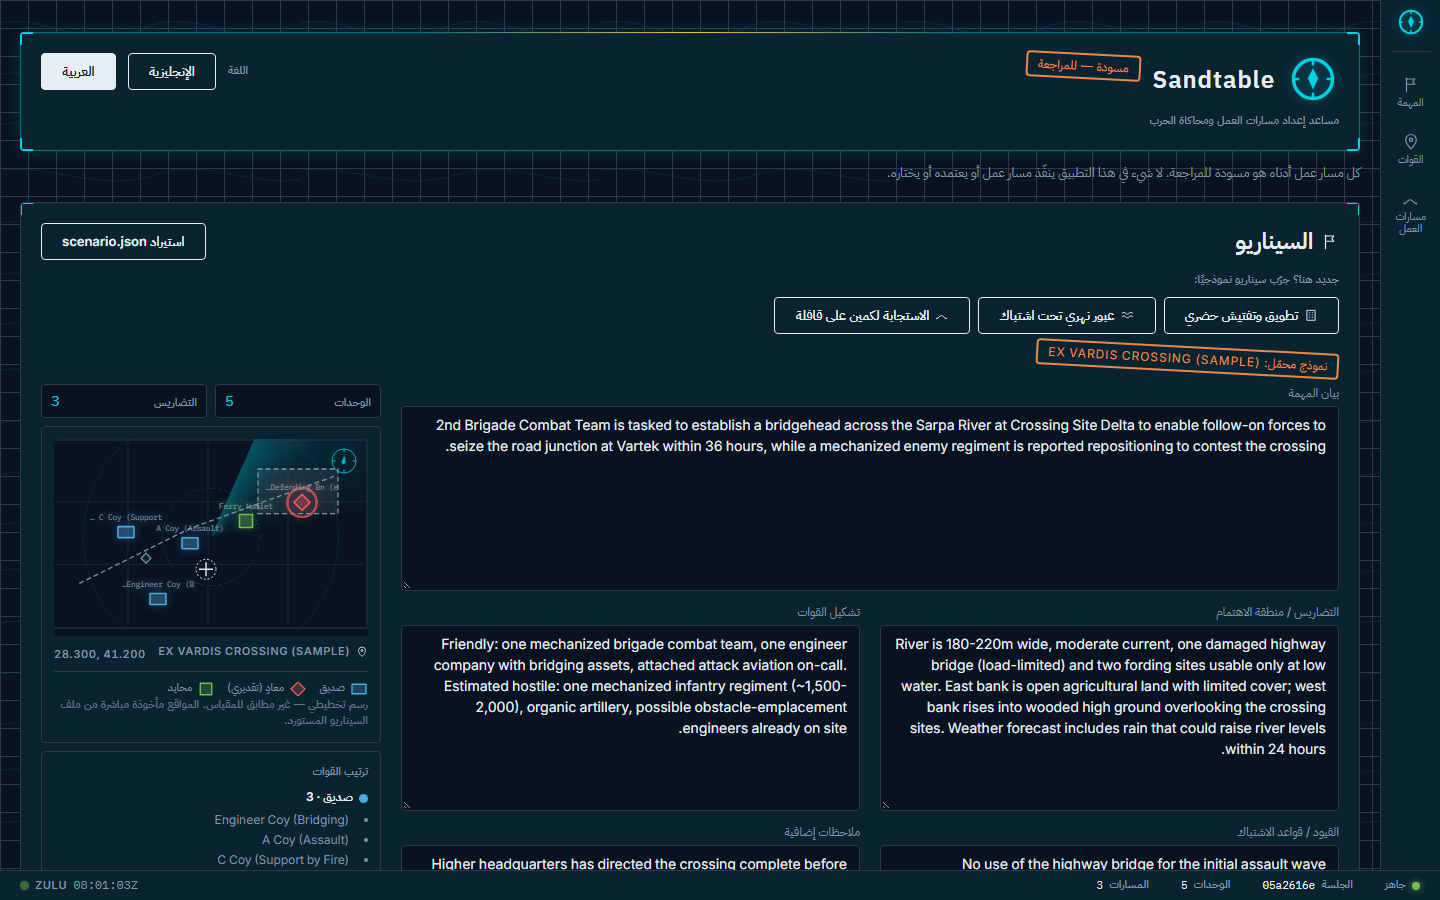 Sandtable
مسودة — للمراجعة
مساعد إعداد مسارات العمل ومحاكاة الحرب
اللغة
الإنجليزية
العربية
المهمة
القوات
مسارات
العمل
كل مسار عمل أدناه هو مسودة للمراجعة. لا شيء في هذا التطبيق ينفّذ مسار عمل أو يعتمده أو يختاره.
السيناريو
استيراد scenario.json
جديد هنا؟ جرّب سيناريو نموذجيًا:
تطويق وتفتيش حضري
عبور نهري تحت اشتباك
الاستجابة لكمين على قافلة
نموذج محمّل: EX VARDIS CROSSING (SAMPLE)
بيان المهمة
2nd Brigade Combat Team is tasked to establish a bridgehead across the Sarpa River at Crossing Site Delta to enable follow-on forces to
seize the road junction at Vartek within 36 hours, while a mechanized enemy regiment is reported repositioning to contest the crossing.
التضاريس / منطقة الاهتمام
River is 180-220m wide, moderate current, one damaged highway
bridge (load-limited) and two fording sites usable only at low
water. East bank is open agricultural land with limited cover; west
bank rises into wooded high ground overlooking the crossing
sites. Weather forecast includes rain that could raise river levels
within 24 hours.
تشكيل القوات
Friendly: one mechanized brigade combat team, one engineer
company with bridging assets, attached attack aviation on-call.
Estimated hostile: one mechanized infantry regiment (~1,500-
2,000), organic artillery, possible obstacle-emplacement
engineers already on site.
القيود / قواعد الاشتباك
No use of the highway bridge for the initial assault wave
ملاحظات إضافية
Higher headquarters has directed the crossing complete before
الوحدات 5
التضاريس 3
Defending Bn (e…
Ferry Hamlet
C Coy (Support …
A Coy (Assault)
Engineer Coy (B…
EX VARDIS CROSSING (SAMPLE)
28.300, 41.200
صديق
معادٍ (تقديري)
محايد
رسم تخطيطي — غير مطابق للمقياس. المواقع مأخوذة مباشرة من ملف
السيناريو المستورد.
ترتيب القوات
صديق · 3
Engineer Coy (Bridging)
A Coy (Assault)
C Coy (Support by Fire)
جاهز
الجلسة 05a2616e
الوحدات 5
المسارات 3
ZULU 08:01:03Z